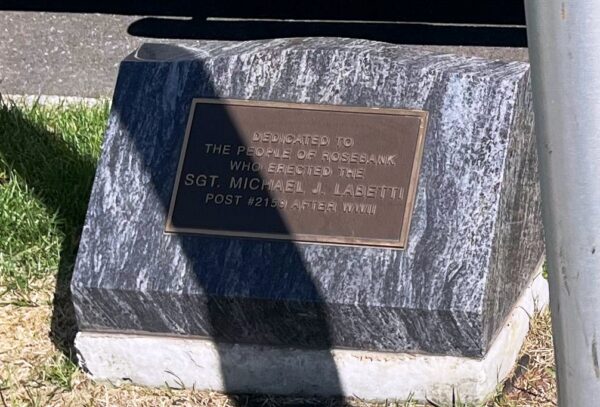 DEDICATED TO
THE PEOPLE OF ROSEBANK
WHO ERECTED THE
SGT. MICHAEL J. LABETTI
POST #2159 AFTER WWII